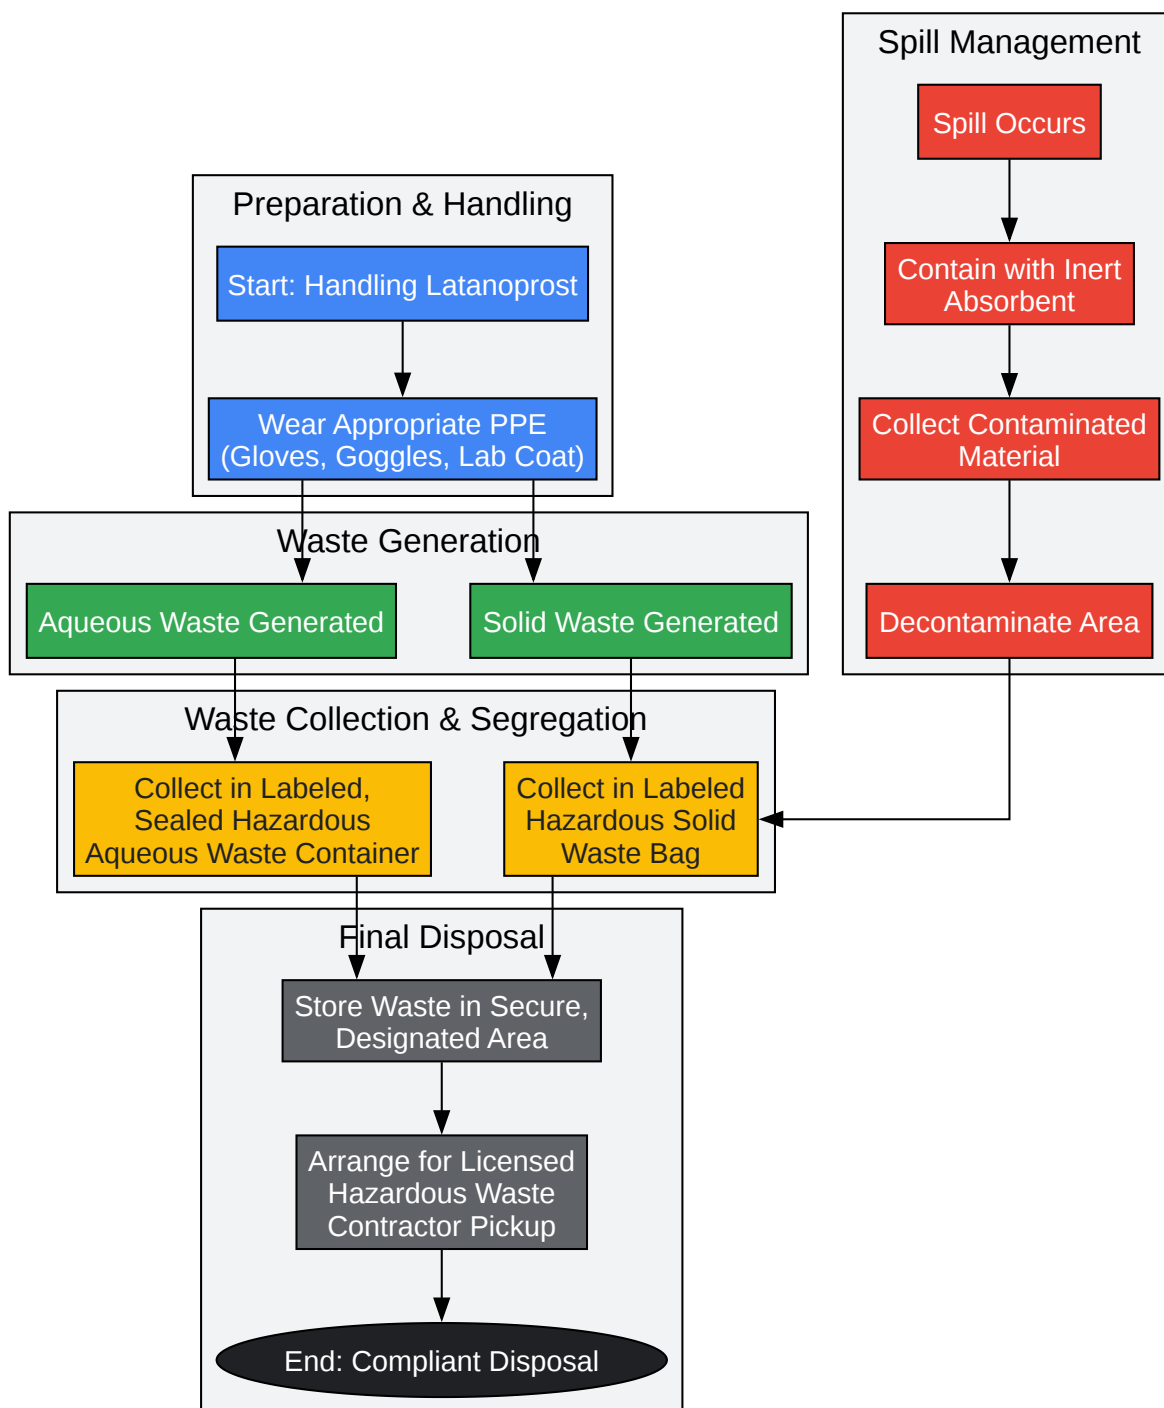 Spill Management
Spill Occurs
Contain with Inert
Absorbent
Collect Contaminated
Material
Decontaminate Area
Preparation & Handling
Start: Handling Latanoprost
Wear Appropriate PPE
(Gloves, Goggles, Lab Coat)
Waste Generation
Aqueous Waste Generated
Solid Waste Generated
Waste Collection & Segregation
Collect in Labeled,
Sealed Hazardous
Aqueous Waste Container
Collect in Labeled
Hazardous Solid
Waste Bag
Final Disposal
Store Waste in Secure,
Designated Area
Arrange for Licensed
Hazardous Waste
Contractor Pickup
End: Compliant Disposal